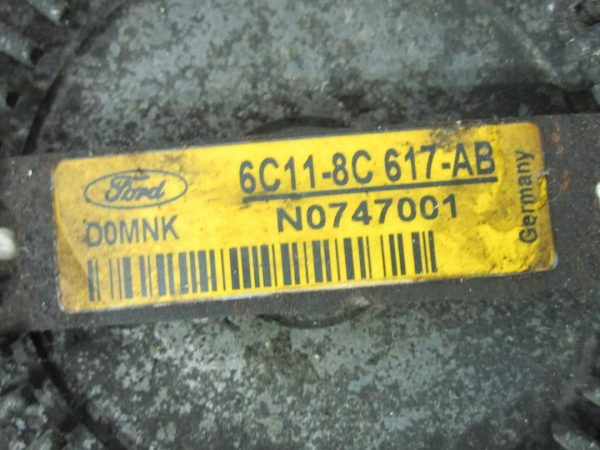 Ford 6C11-8C 617-AB
D0MNK N0747001
Germany